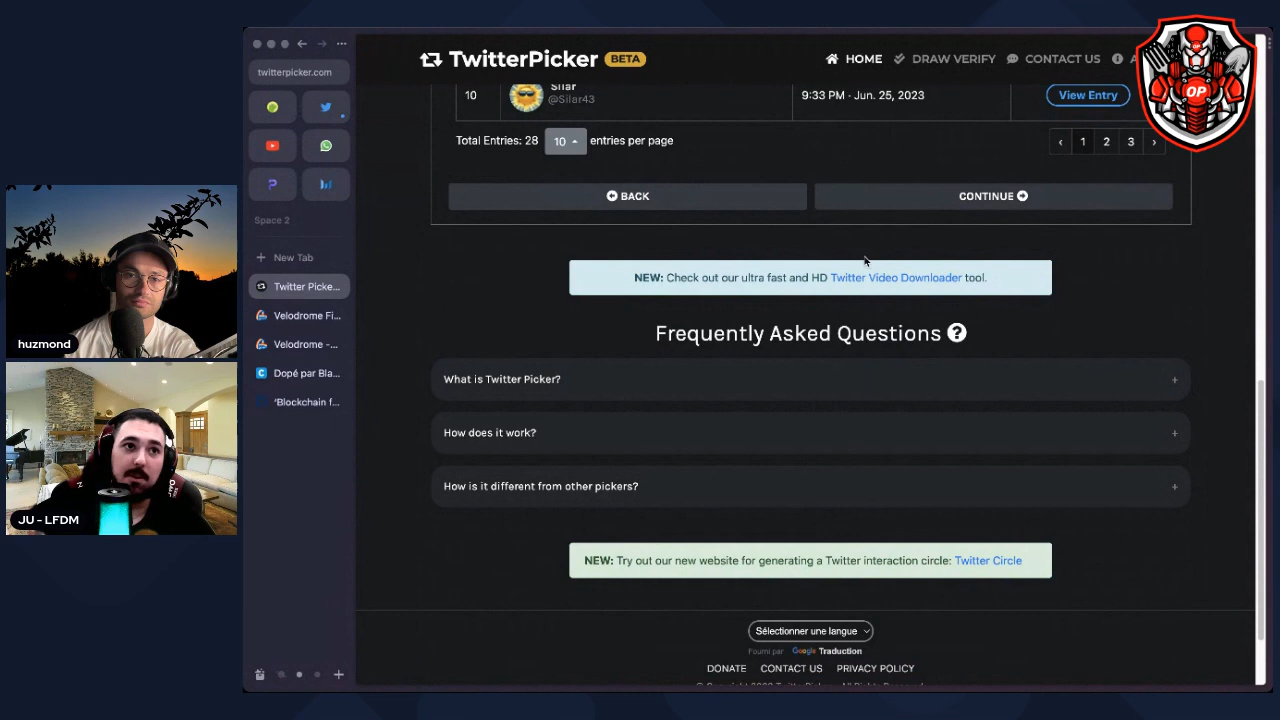 twitterpicker.com
Space 2
New Tab
Twitter Picke...
Velodrome Fi...
Velodrome -...
Dopé par Bla...
'Blockchain f...
TwitterPicker BETA
HOME
DRAW VERIFY
CONTACT US
A
OP
OP
10
Silar
@Silar43
9:33 PM · Jun. 25, 2023
View Entry
Total Entries: 28 10 entries per page
‹ 1 2 3 ›
BACK
CONTINUE
NEW: Check out our ultra fast and HD Twitter Video Downloader tool.
Frequently Asked Questions
What is Twitter Picker?
How does it work?
How is it different from other pickers?
NEW: Try out our new website for generating a Twitter interaction circle: Twitter Circle
Sélectionner une langue
Fourni par Google Traduction
DONATE CONTACT US PRIVACY POLICY
huzmond
JU - LFDM